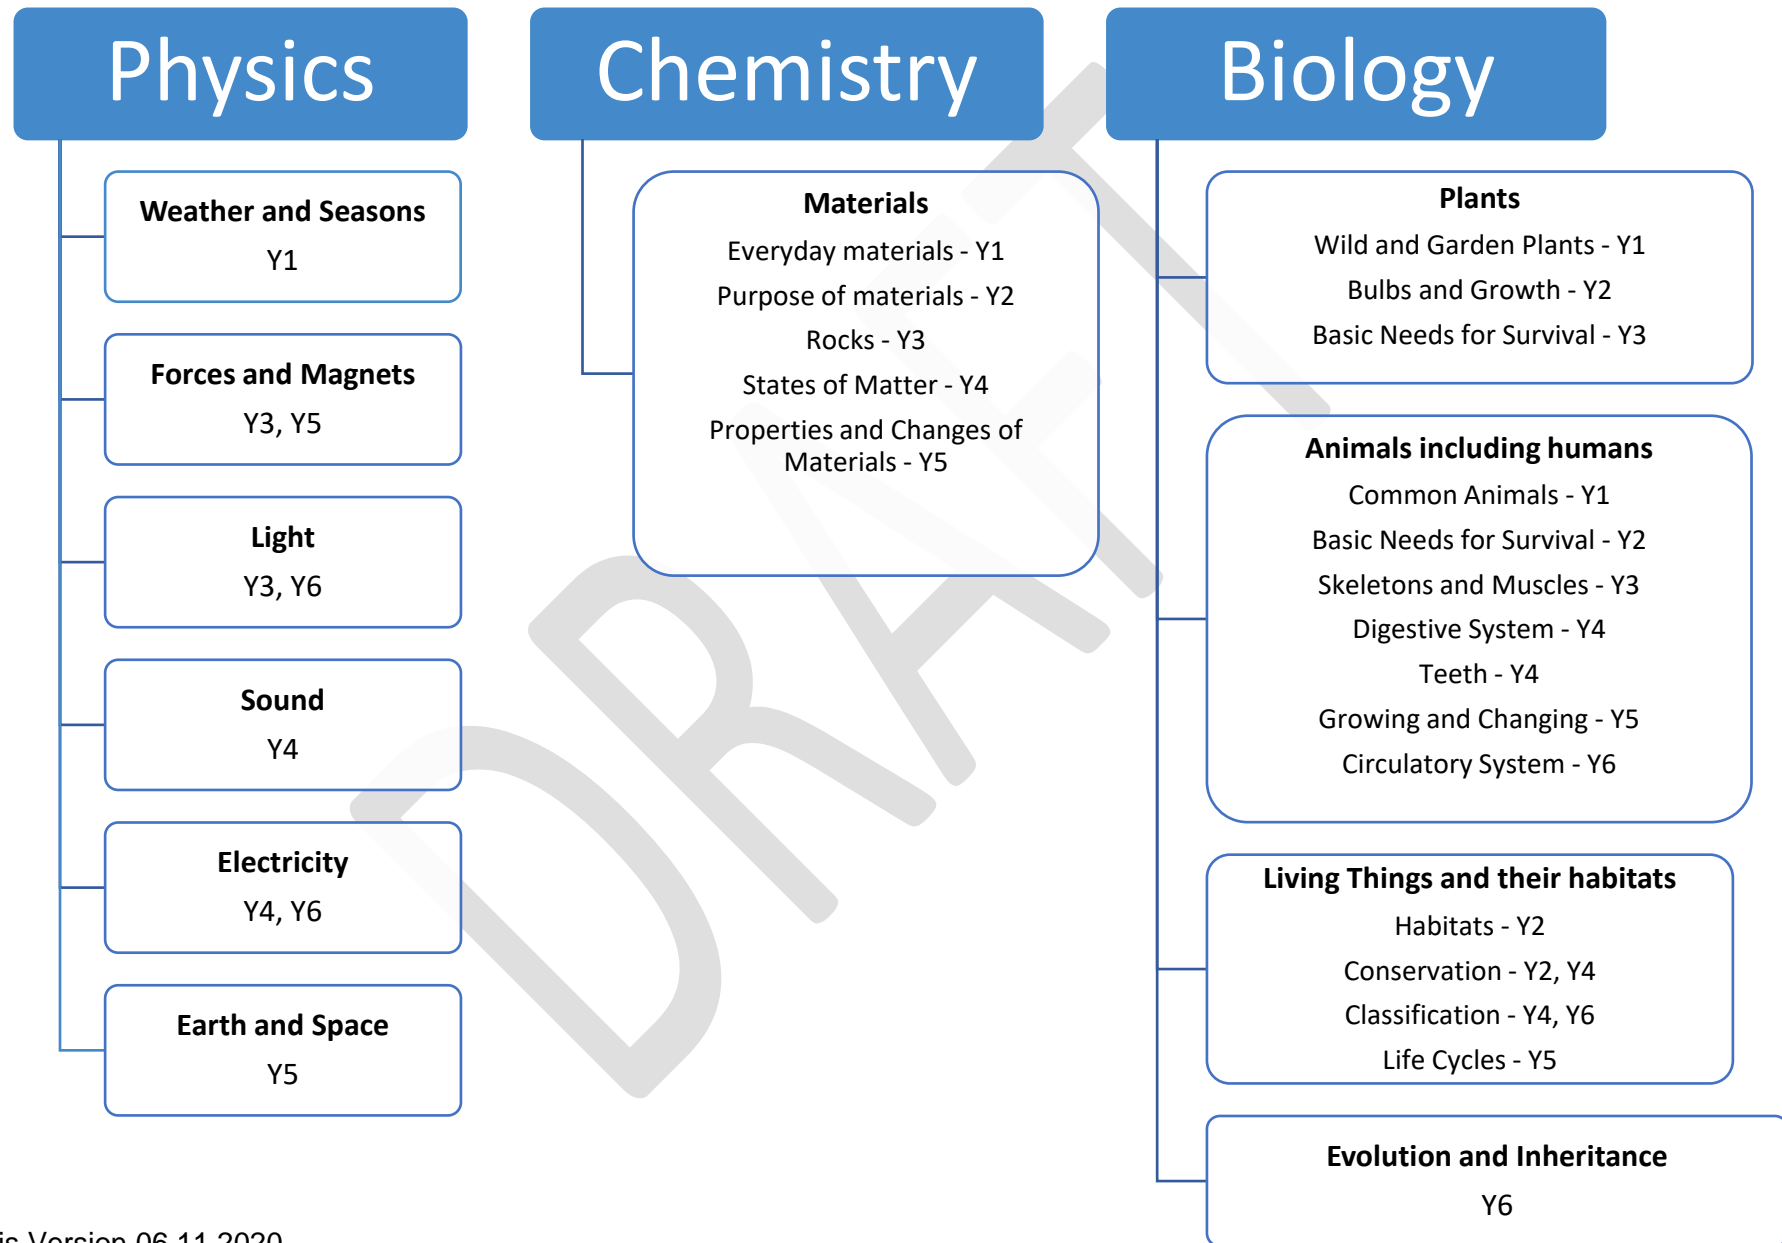 Physics
Weather and Seasons
Y1
Forces and Magnets
Y3, Y5
Light
Y3, Y6
Sound
Y4
Electricity
Y4, Y6
Earth and Space
Y5
Chemistry
Materials
Everyday materials - Y1
Purpose of materials - Y2
Rocks - Y3
States of Matter - Y4
Properties and Changes of
Materials - Y5
Biology
Plants
Wild and Garden Plants - Y1
Bulbs and Growth - Y2
Basic Needs for Survival - Y3
Animals including humans
Common Animals - Y1
Basic Needs for Survival - Y2
Skeletons and Muscles - Y3
Digestive System - Y4
Teeth - Y4
Growing and Changing - Y5
Circulatory System - Y6
Living Things and their habitats
Habitats - Y2
Conservation - Y2, Y4
Classification - Y4, Y6
Life Cycles - Y5
Evolution and Inheritance
Y6
DRAFT
is Version 06.11.2020